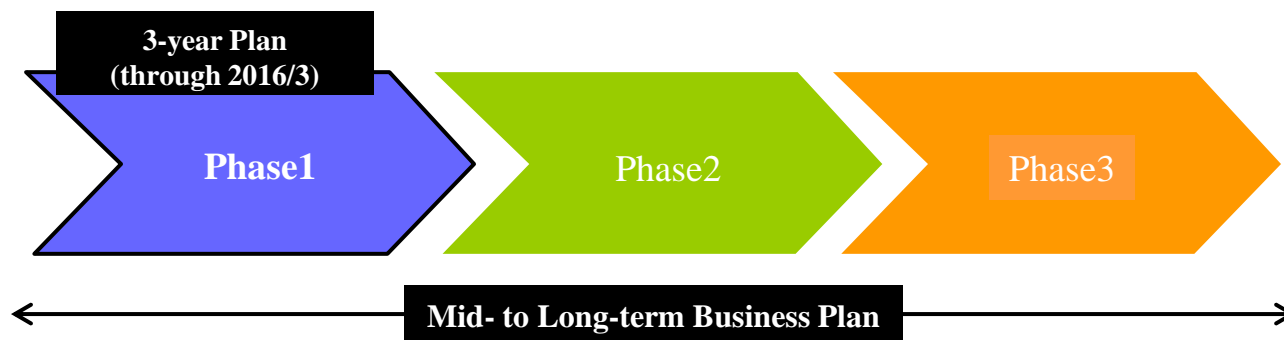 3-year Plan
(through 2016/3)
Phase1
Phase2
Phase3
Mid- to Long-term Business Plan